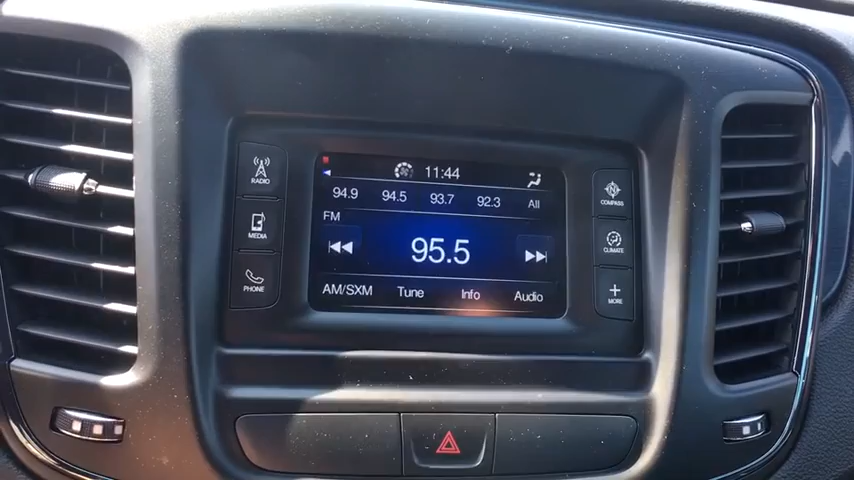 11:44
94.9 94.5 93.7 92.3 All
FM
95.5
AM/SXM Tune Info Audio
RADIO
MEDIA
PHONE
COMPASS
CLIMATE
MORE